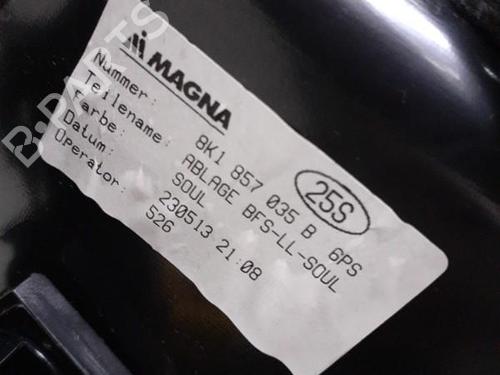 MAGNA
Nummer: 8K1 857 035 B 6PS
Teilename: ABLAGE BFS-LL-SOUL
Farbe: SOUL
Datum: 230513 21:08
Operator: S26
25S
B-PARTS